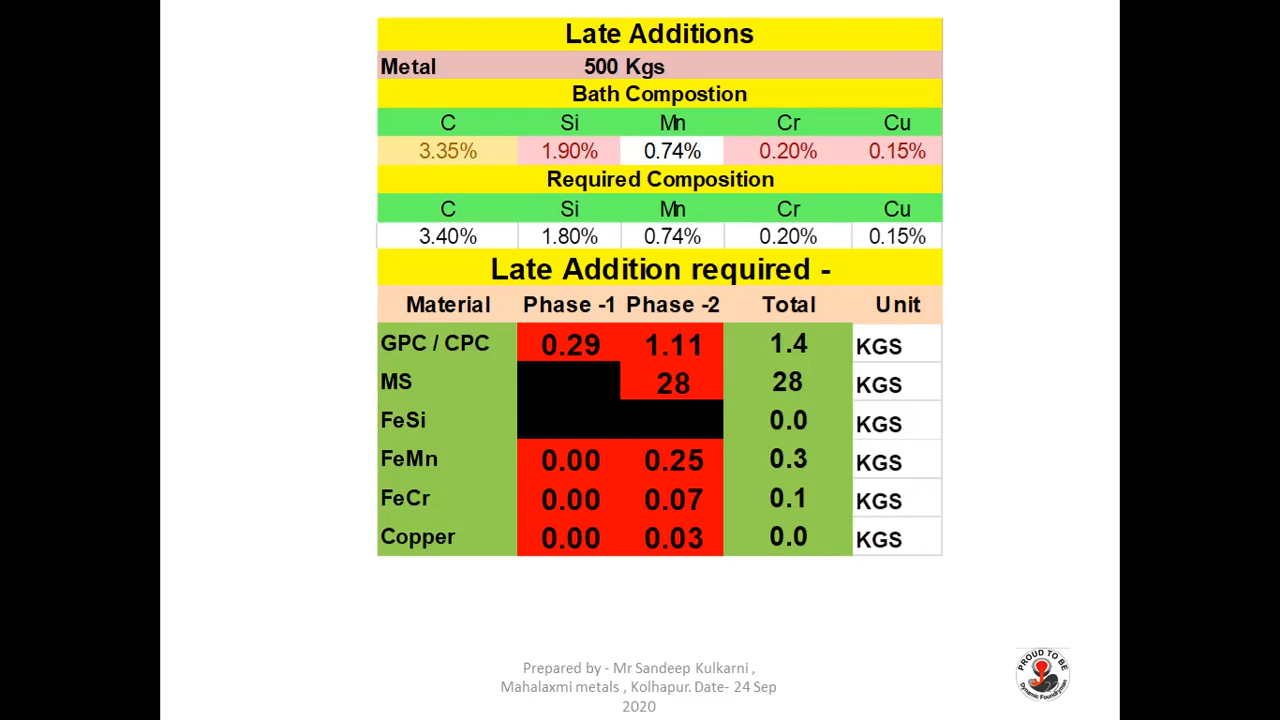 Late Additions
Metal 500 Kgs
Bath Compostion
C Si Mn Cr Cu
3.35% 1.90% 0.74% 0.20% 0.15%
Required Composition
C Si Mn Cr Cu
3.40% 1.80% 0.74% 0.20% 0.15%
Late Addition required -
Material Phase -1 Phase -2 Total Unit
GPC / CPC 0.29 1.11 1.4 KGS
MS 28 28 KGS
FeSi 0.0 KGS
FeMn 0.00 0.25 0.3 KGS
FeCr 0.00 0.07 0.1 KGS
Copper 0.00 0.03 0.0 KGS
Prepared by - Mr Sandeep Kulkarni ,
Mahalaxmi metals , Kolhapur. Date- 24 Sep
2020
PROUD TO BE
Dynamic Foundrymen